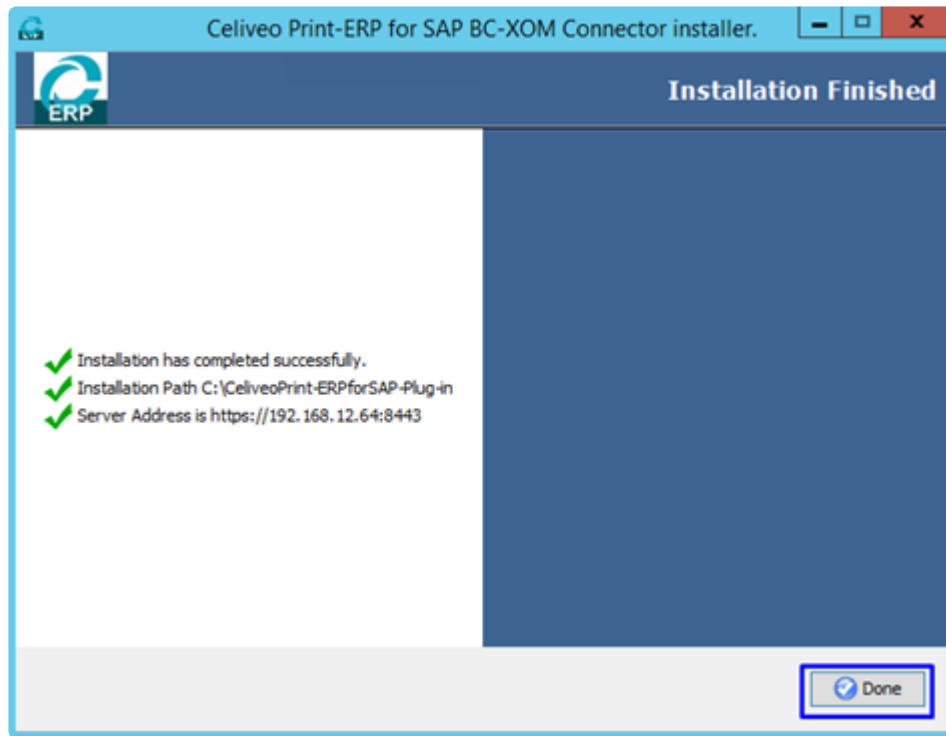 Celiveo Print-ERP for SAP BC-XOM Connector installer.
ERP
Installation Finished
Installation has completed successfully.
Installation Path C:\CeliveoPrint-ERPforSAP-Plug-in
Server Address is https://192.168.12.64:8443
Done